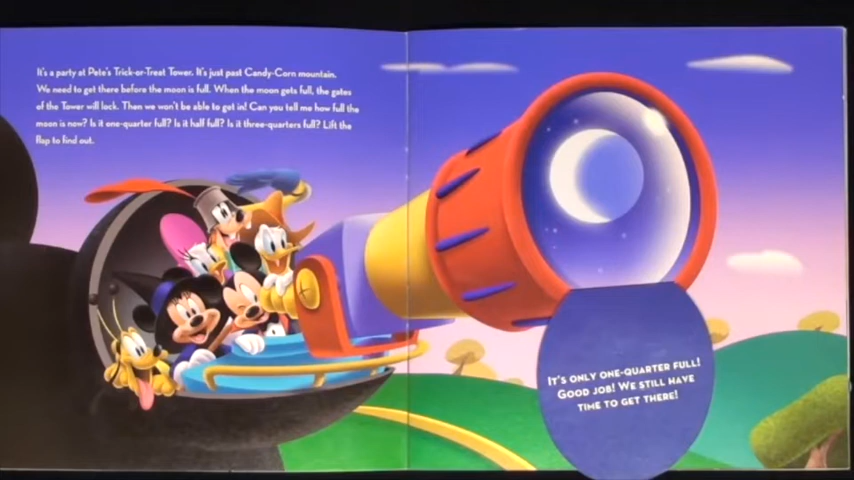 It's a party at Pete's Trick-or-Treat Tower. It's just past Candy-Corn mountain.
We need to get there before the moon is full. When the moon gets full, the gates
of the Tower will lock. Then we won't be able to get in! Can you tell me how full the
moon is now? Is it one-quarter full? Is it half full? Is it three-quarters full? Lift the
flap to find out.
IT'S ONLY ONE-QUARTER FULL!
GOOD JOB! WE STILL HAVE
TIME TO GET THERE!